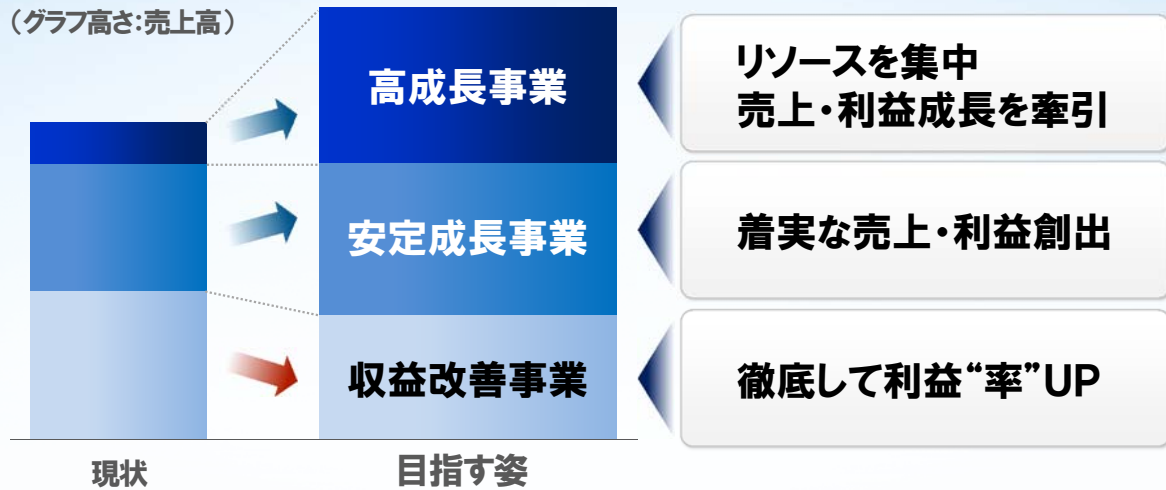 （グラフ高さ:売上高）
高成長事業
リソースを集中
売上・利益成長を牽引
安定成長事業
着実な売上・利益創出
収益改善事業
徹底して利益“率”UP
現状
目指す姿